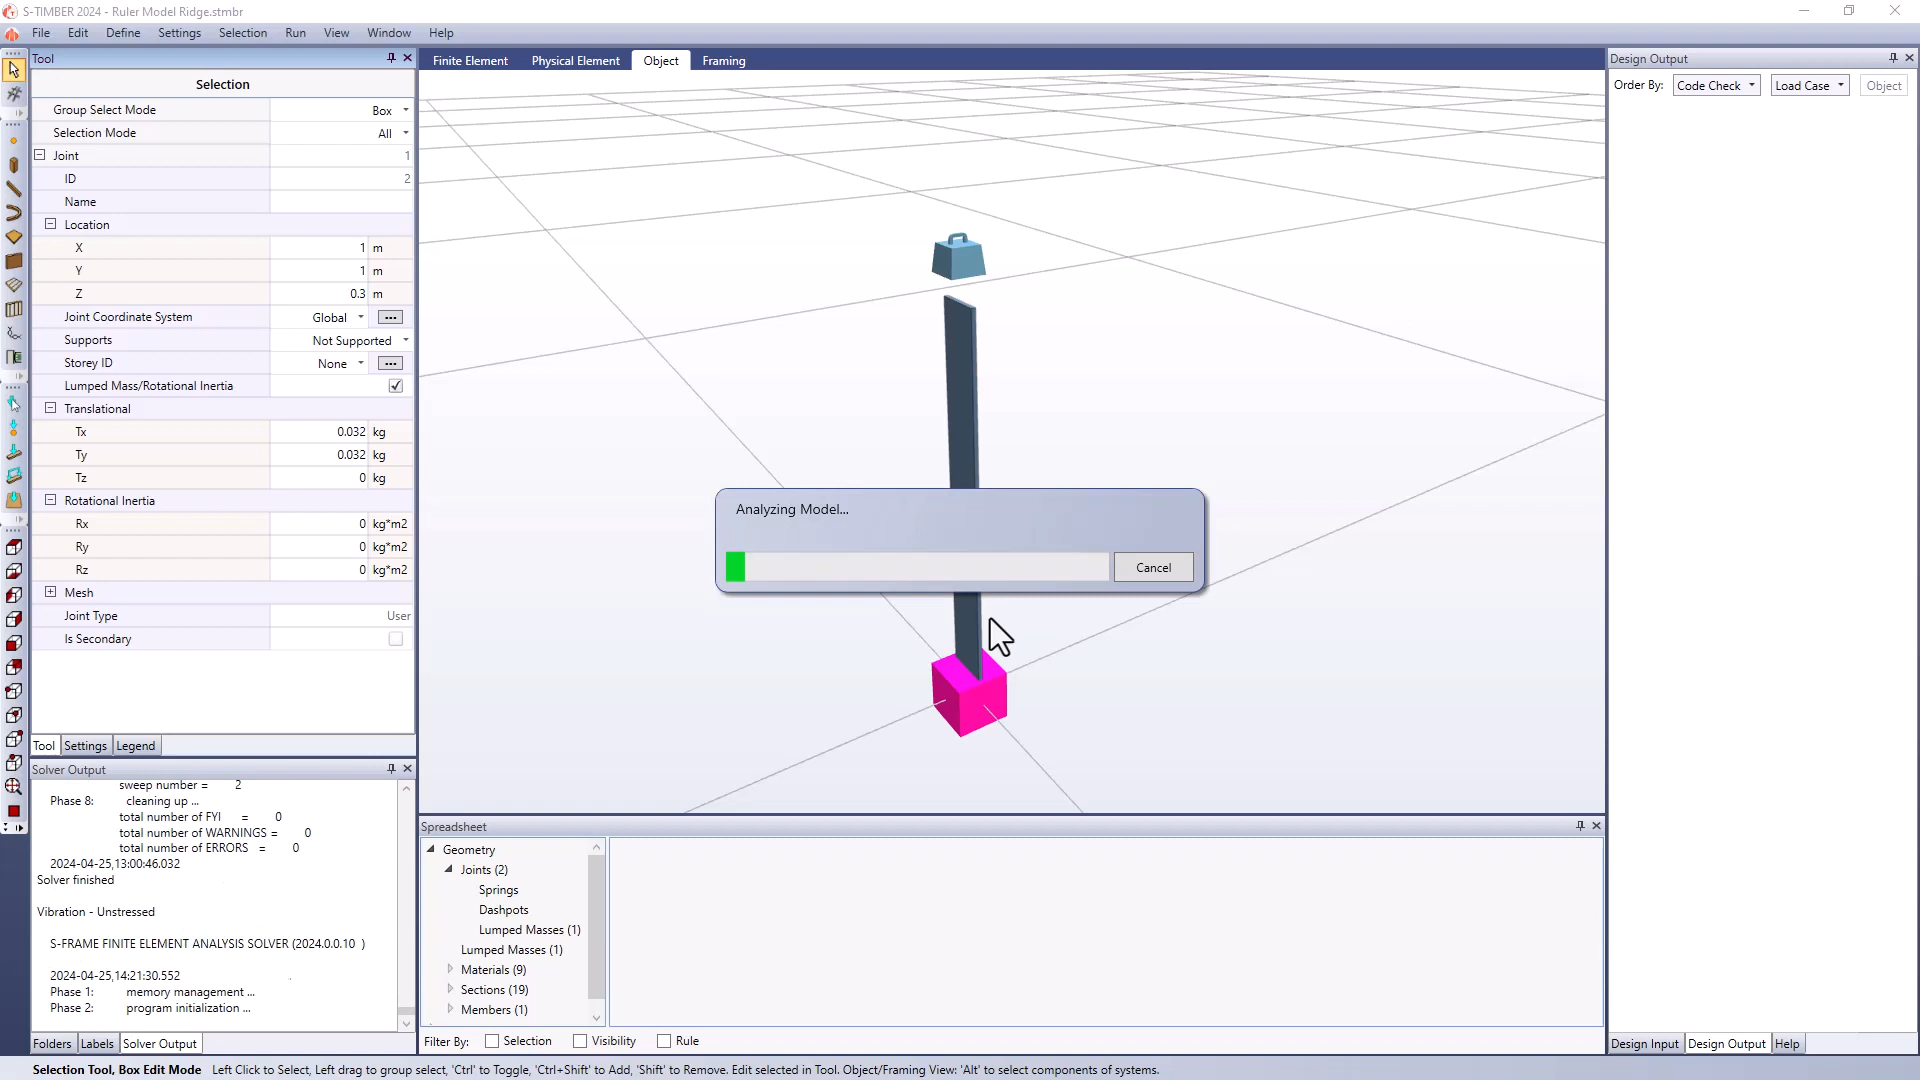 S-TIMBER 2024 - Ruler Model Ridge.stmbr
File Edit Define Settings Selection Run View Window Help
Tool
Selection
Group Select Mode Box
Selection Mode All
Joint 1
ID 2
Name
Location
X 1 m
Y 1 m
Z 0.3 m
Joint Coordinate System Global ...
Supports Not Supported
Storey ID None ...
Lumped Mass/Rotational Inertia
Translational
Tx 0.032 kg
Ty 0.032 kg
Tz 0 kg
Rotational Inertia
Rx 0 kg*m2
Ry 0 kg*m2
Rz 0 kg*m2
Mesh
Joint Type User
Is Secondary
Tool Settings Legend
Solver Output
sweep number = 2
Phase 8: cleaning up ...
total number of FYI = 0
total number of WARNINGS = 0
total number of ERRORS = 0
2024-04-25,13:00:46.032
Solver finished
Vibration - Unstressed
S-FRAME FINITE ELEMENT ANALYSIS SOLVER (2024.0.0.10 )
2024-04-25,14:21:30.552
Phase 1: memory management ...
Phase 2: program initialization ...
Folders Labels Solver Output
Finite Element Physical Element Object Framing
Analyzing Model...
Cancel
Spreadsheet
Geometry
Joints (2)
Springs
Dashpots
Lumped Masses (1)
Lumped Masses (1)
Materials (9)
Sections (19)
Members (1)
Filter By: Selection Visibility Rule
Design Output
Order By: Code Check Load Case Object
Design Input Design Output Help
Selection Tool, Box Edit Mode Left Click to Select, Left drag to group select, 'Ctrl' to Toggle, 'Ctrl+Shift' to Add, 'Shift' to Remove. Edit selected in Tool. Object/Framing View: 'Alt' to select components of systems.